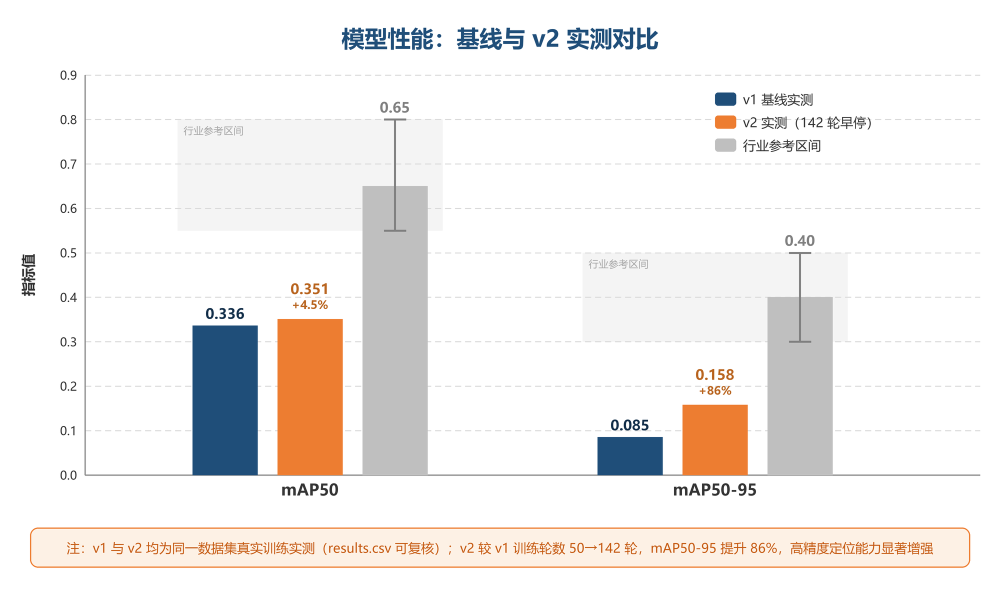 模型性能：基线与 v2 实测对比
指标值
0.9
0.8
0.7
0.6
0.5
0.4
0.3
0.2
0.1
0.0
v1 基线实测
v2 实测（142 轮早停）
行业参考区间
行业参考区间
0.65
0.336
0.351
+4.5%
行业参考区间
0.40
0.085
0.158
+86%
mAP50
mAP50-95
注：v1 与 v2 均为同一数据集真实训练实测（results.csv 可复核）；v2 较 v1 训练轮数 50→142 轮，mAP50-95 提升 86%，高精度定位能力显著增强